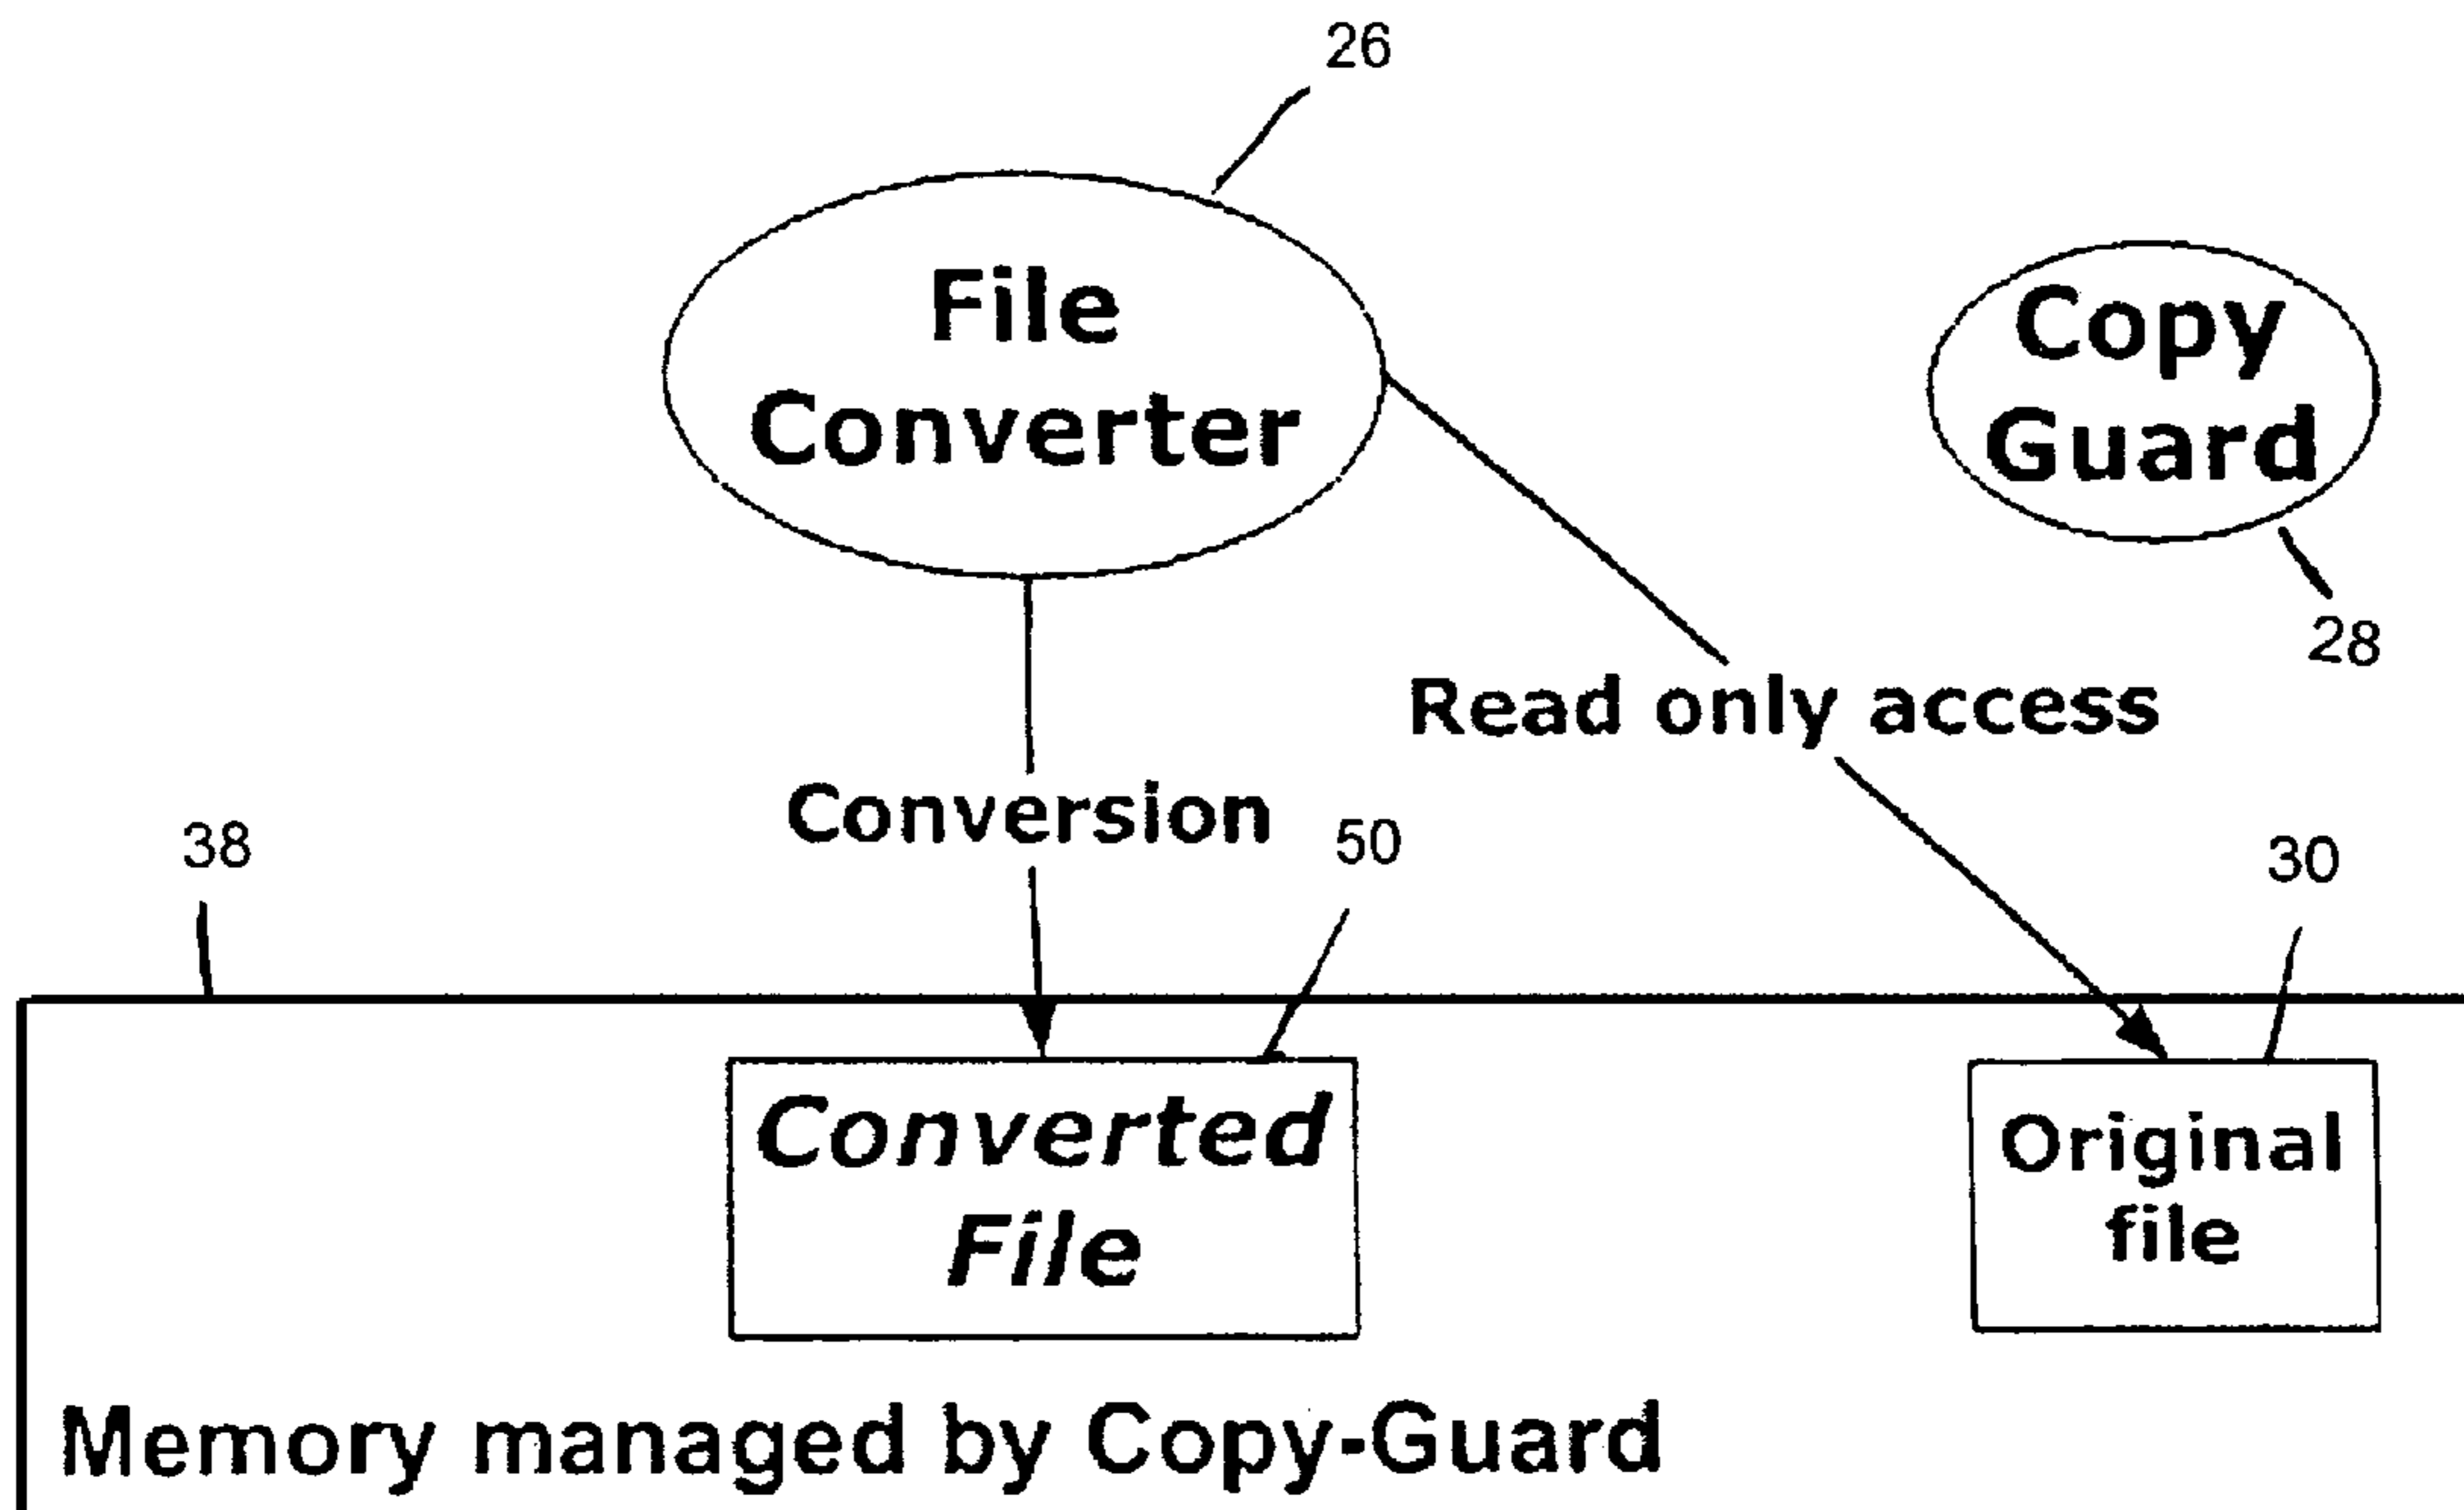 26
File
Converter
Copy
Guard
28
Read only access
Conversion
50
38
30
Converted
File
Original
file
Memory managed by Copy-Guard